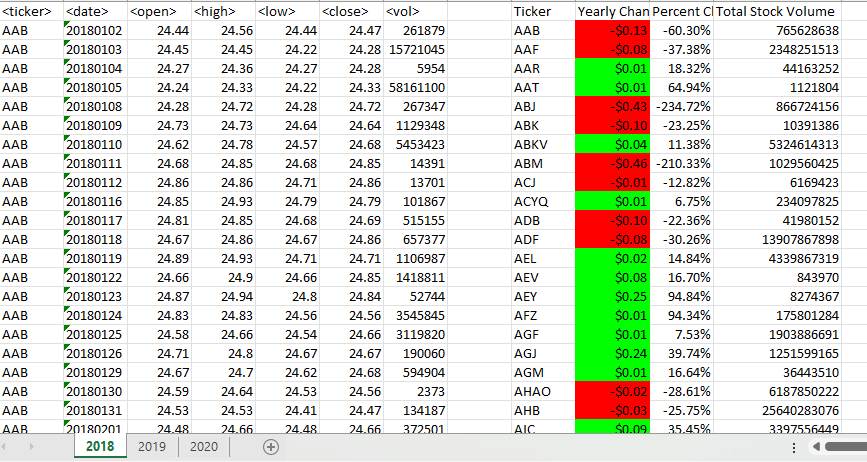 <ticker> <date> <open> <high> <low> <close> <vol> Ticker Yearly Chan Percent Cl Total Stock Volume
AAB 20180102 24.44 24.56 24.44 24.47 261879 AAB -$0.13 -60.30% 765628638
AAB 20180103 24.45 24.45 24.22 24.28 15721045 AAF -$0.08 -37.38% 2348251513
AAB 20180104 24.27 24.36 24.27 24.28 5954 AAR $0.01 18.32% 44163252
AAB 20180105 24.24 24.33 24.22 24.33 58161100 AAT $0.01 64.94% 1121804
AAB 20180108 24.28 24.72 24.28 24.72 267347 ABJ -$0.43 -234.72% 866724156
AAB 20180109 24.73 24.73 24.64 24.64 1129348 ABK -$0.10 -23.25% 10391386
AAB 20180110 24.62 24.78 24.57 24.68 5453423 ABKV $0.04 11.38% 5324614313
AAB 20180111 24.68 24.85 24.68 24.85 14391 ABM -$0.46 -210.33% 1029560425
AAB 20180112 24.86 24.86 24.71 24.86 13701 ACJ -$0.01 -12.82% 6169423
AAB 20180116 24.85 24.93 24.79 24.79 101867 ACYQ $0.01 6.75% 234097825
AAB 20180117 24.81 24.85 24.68 24.69 515155 ADB -$0.10 -22.36% 41980152
AAB 20180118 24.67 24.86 24.67 24.86 657377 ADF -$0.08 -30.26% 13907867898
AAB 20180119 24.89 24.93 24.71 24.71 1106987 AEL $0.02 14.84% 4339867319
AAB 20180122 24.66 24.9 24.66 24.85 1418811 AEV $0.08 16.70% 843970
AAB 20180123 24.87 24.94 24.8 24.84 52744 AEY $0.25 94.84% 8274367
AAB 20180124 24.83 24.83 24.56 24.56 3545845 AFZ $0.01 94.34% 175801284
AAB 20180125 24.58 24.66 24.54 24.66 3119820 AGF $0.01 7.53% 1903886691
AAB 20180126 24.71 24.8 24.67 24.67 190060 AGJ $0.24 39.74% 1251599165
AAB 20180129 24.67 24.7 24.62 24.68 594904 AGM $0.01 16.64% 36443510
AAB 20180130 24.59 24.64 24.53 24.56 2373 AHAO -$0.02 -28.61% 6187850222
AAB 20180131 24.53 24.53 24.41 24.47 134187 AHB -$0.03 -25.75% 25640283076
AAB 20180201 24.48 24.66 24.48 24.66 372501 AIC $0.09 35.45% 3397556449
2018 2019 2020